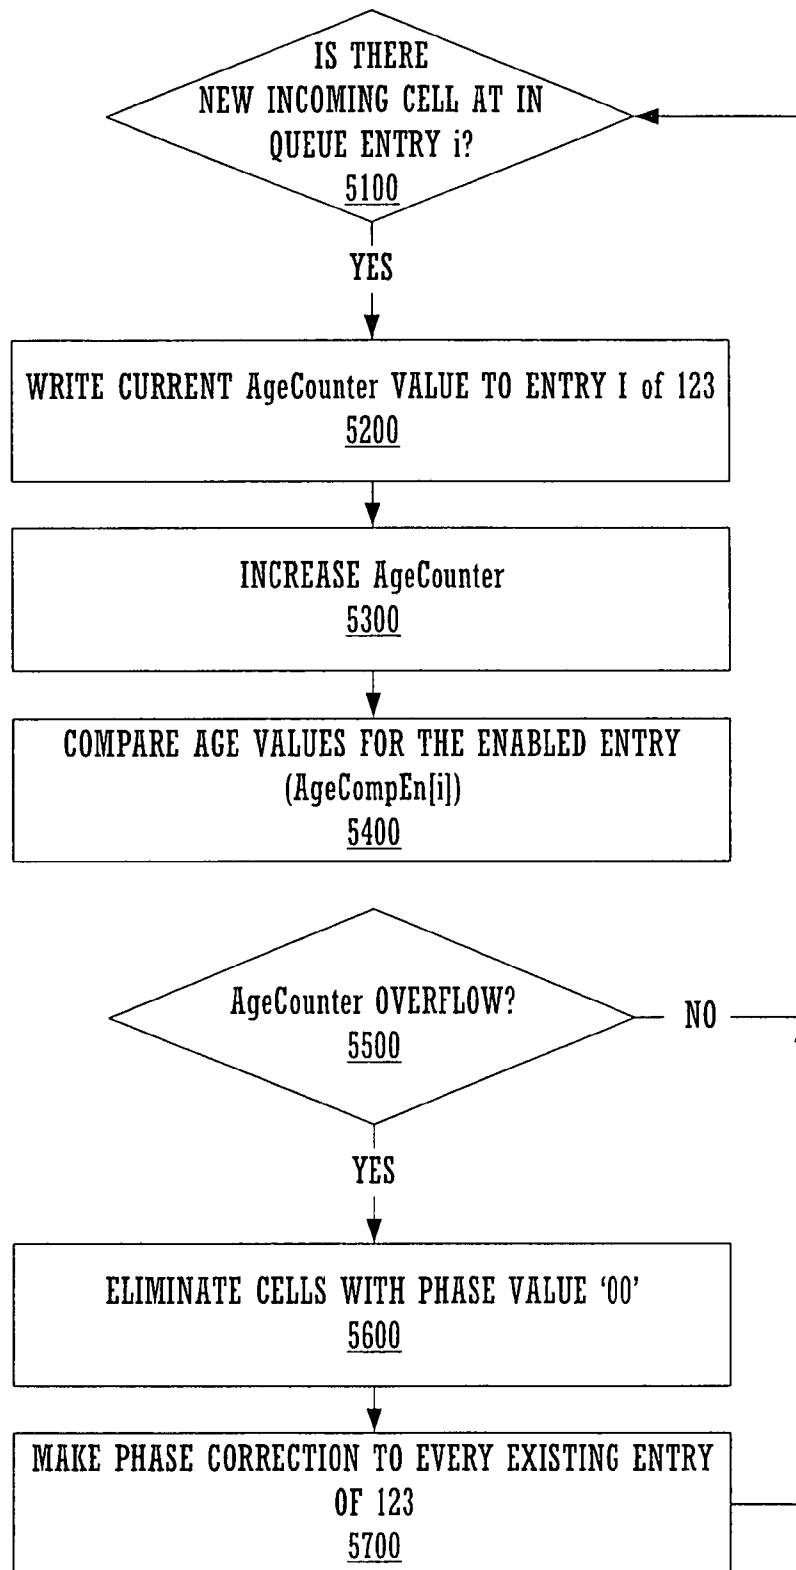 IS THERE
NEW INCOMING CELL AT IN
QUEUE ENTRY i?
5100
YES
WRITE CURRENT AgeCounter VALUE TO ENTRY I of 123
5200
INCREASE AgeCounter
5300
COMPARE AGE VALUES FOR THE ENABLED ENTRY
(AgeCompEn[i])
5400
AgeCounter OVERFLOW?
5500
NO
YES
ELIMINATE CELLS WITH PHASE VALUE ‘00’
5600
MAKE PHASE CORRECTION TO EVERY EXISTING ENTRY
OF 123
5700